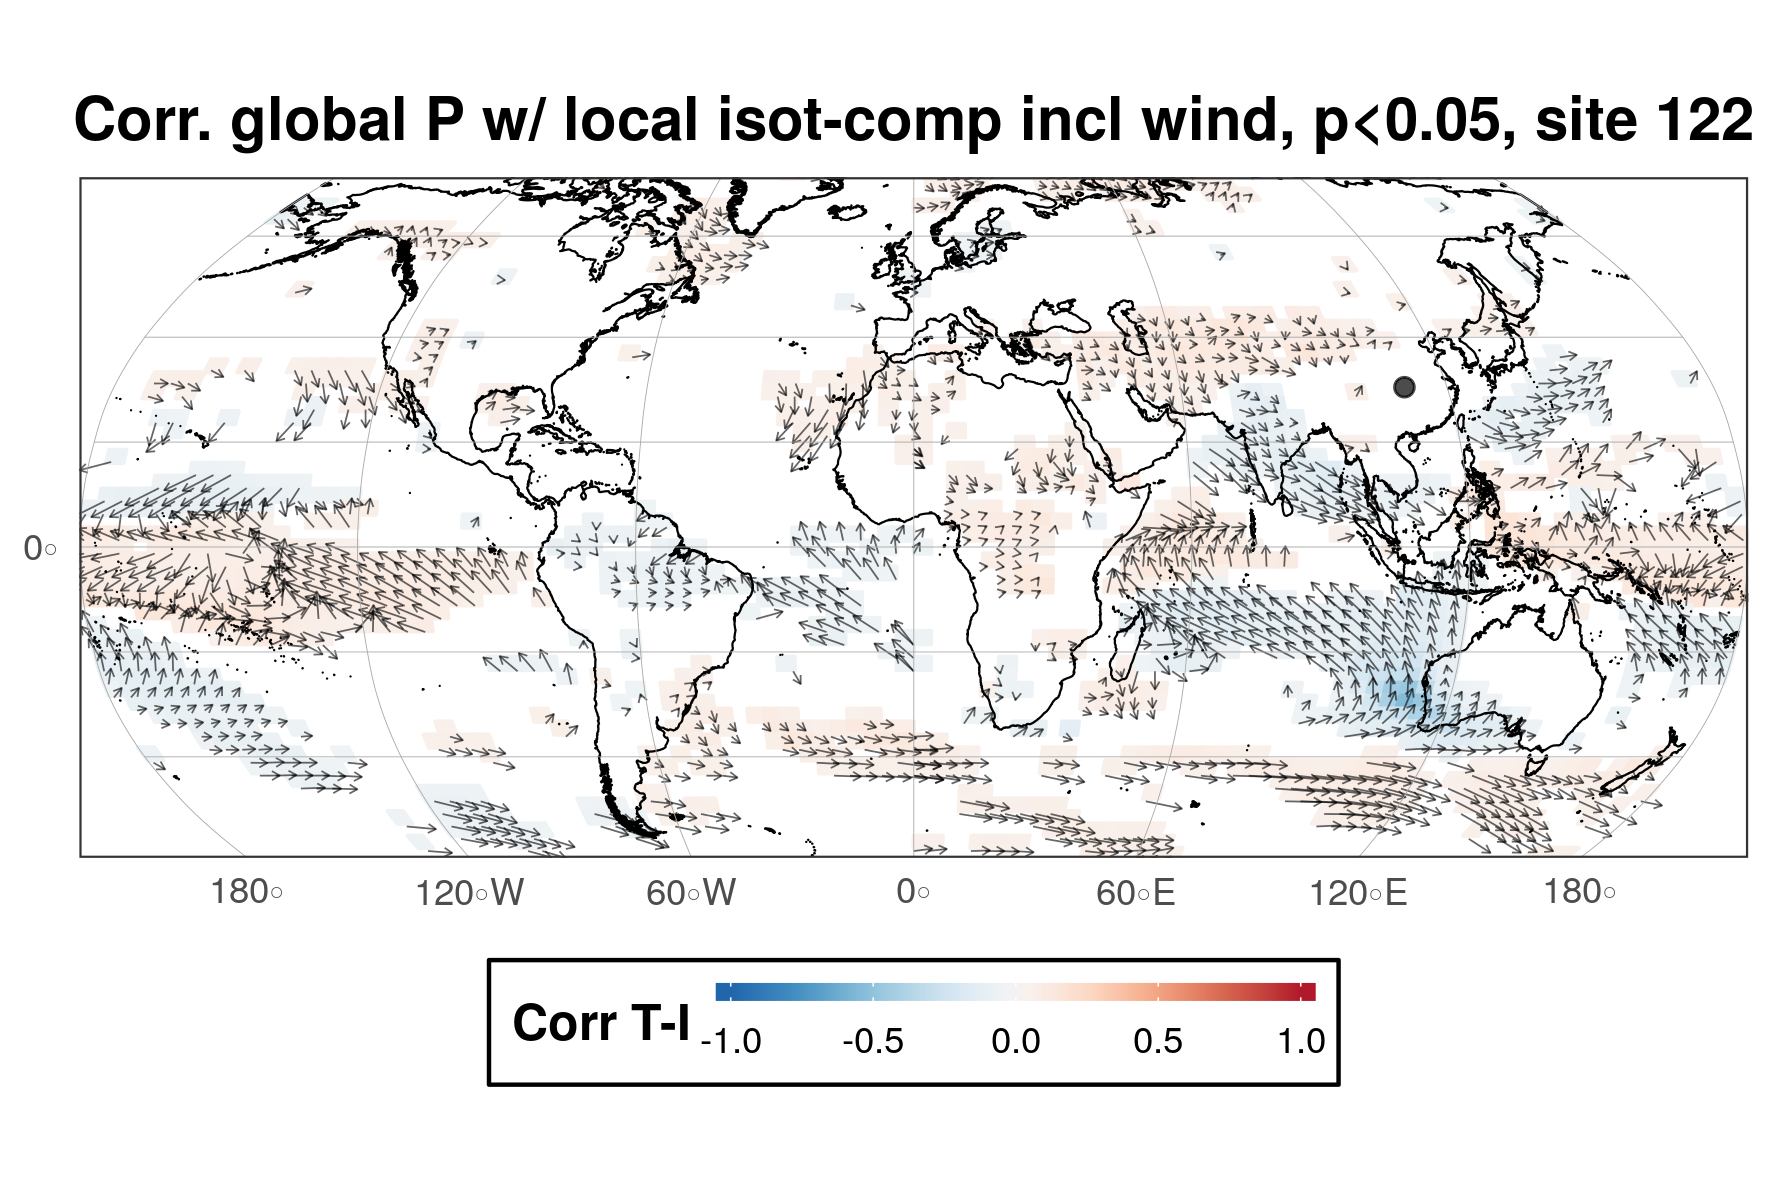 Corr. global P w/ local isot-comp incl wind, p<0.05, site 122
0°
180° 120°W 60°W 0° 60°E 120°E 180°
Corr T-I -1.0 -0.5 0.0 0.5 1.0